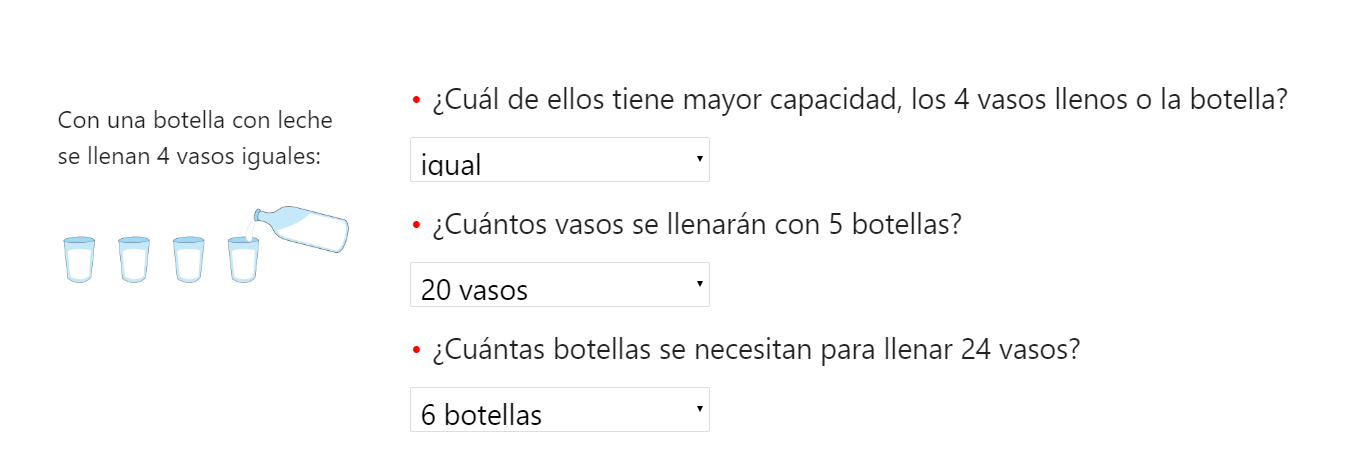 Con una botella con leche
se llenan 4 vasos iguales:
• ¿Cuál de ellos tiene mayor capacidad, los 4 vasos llenos o la botella?
igual
• ¿Cuántos vasos se llenarán con 5 botellas?
20 vasos
• ¿Cuántas botellas se necesitan para llenar 24 vasos?
6 botellas